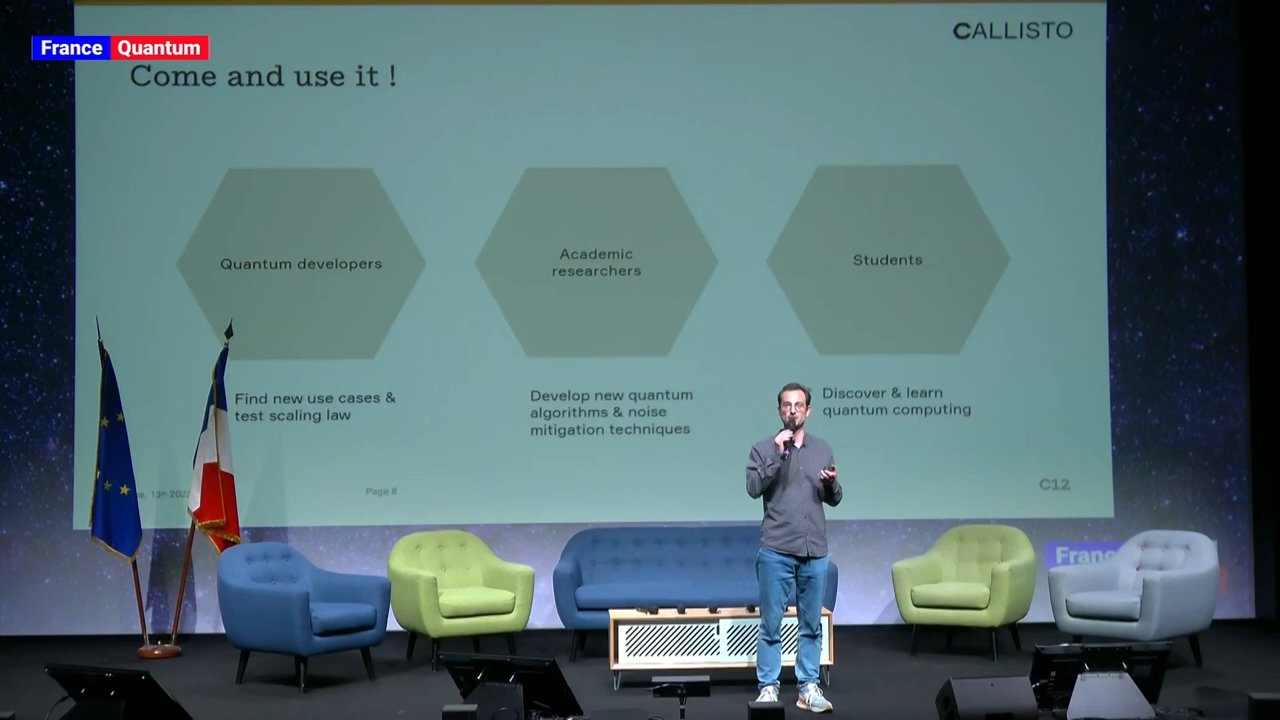 France Quantum
CALLISTO
Come and use it !
Quantum developers
Academic
researchers
Students
Find new use cases &
test scaling law
Develop new quantum
algorithms & noise
mitigation techniques
Discover & learn
quantum computing
13th
Page 8
C12